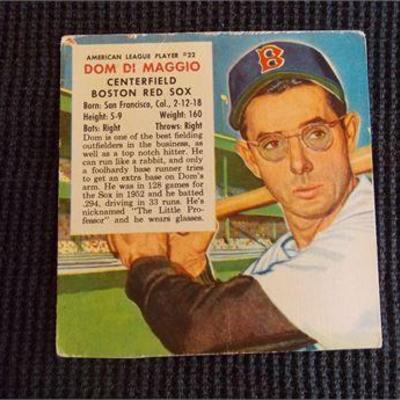 AMERICAN LEAGUE PLAYER #22
DOM DI MAGGIO
CENTERFIELD
BOSTON RED SOX
Born: San Francisco, Cal., 2-12-18
Height: 5-9 Weight: 160
Bats: Right Throws: Right
Dom is one of the best fielding
outfielders in the business, as
well as a top notch hitter. He
can run like a rabbit, and only
a foolhardy base runner tries to
get an extra base on Dom's
arm. He was in 128 games for
the Sox in 1952 and he batted
.294, driving in 33 runs. He's
nicknamed "The Little Pro-
fessor" and he wears glasses.
B